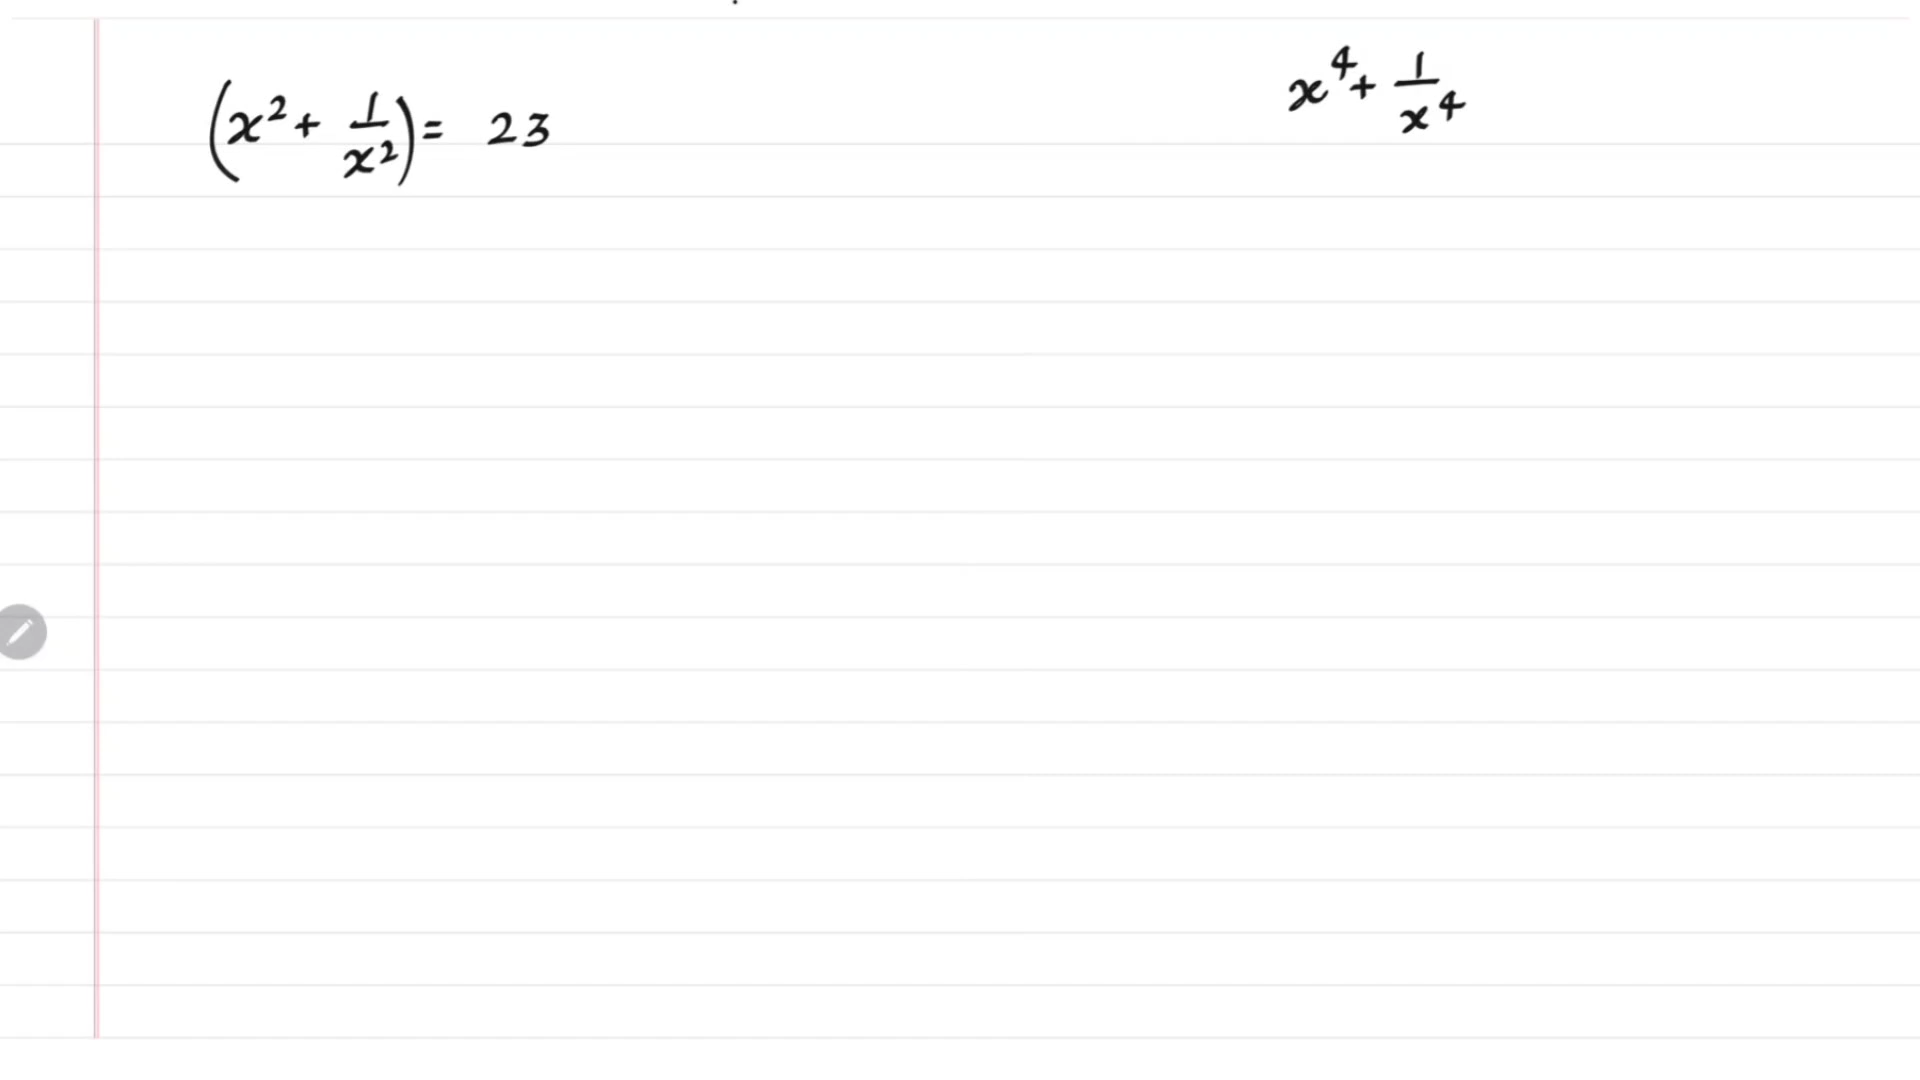 (x² + 1/x²) = 23
x⁴ + 1/x⁴